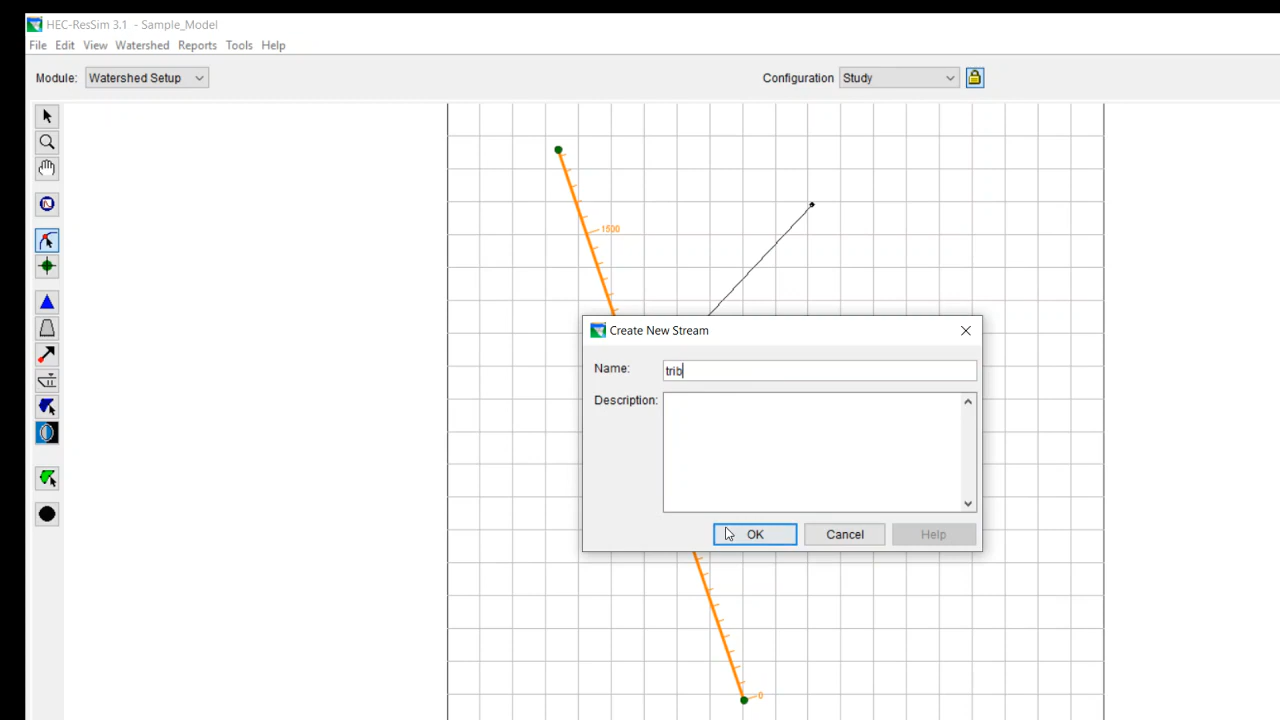 HEC-ResSim 3.1 - Sample_Model
File Edit View Watershed Reports Tools Help
Module: Watershed Setup Configuration Study
1500
Create New Stream
Name: trib
Description:
OK Cancel Help
0